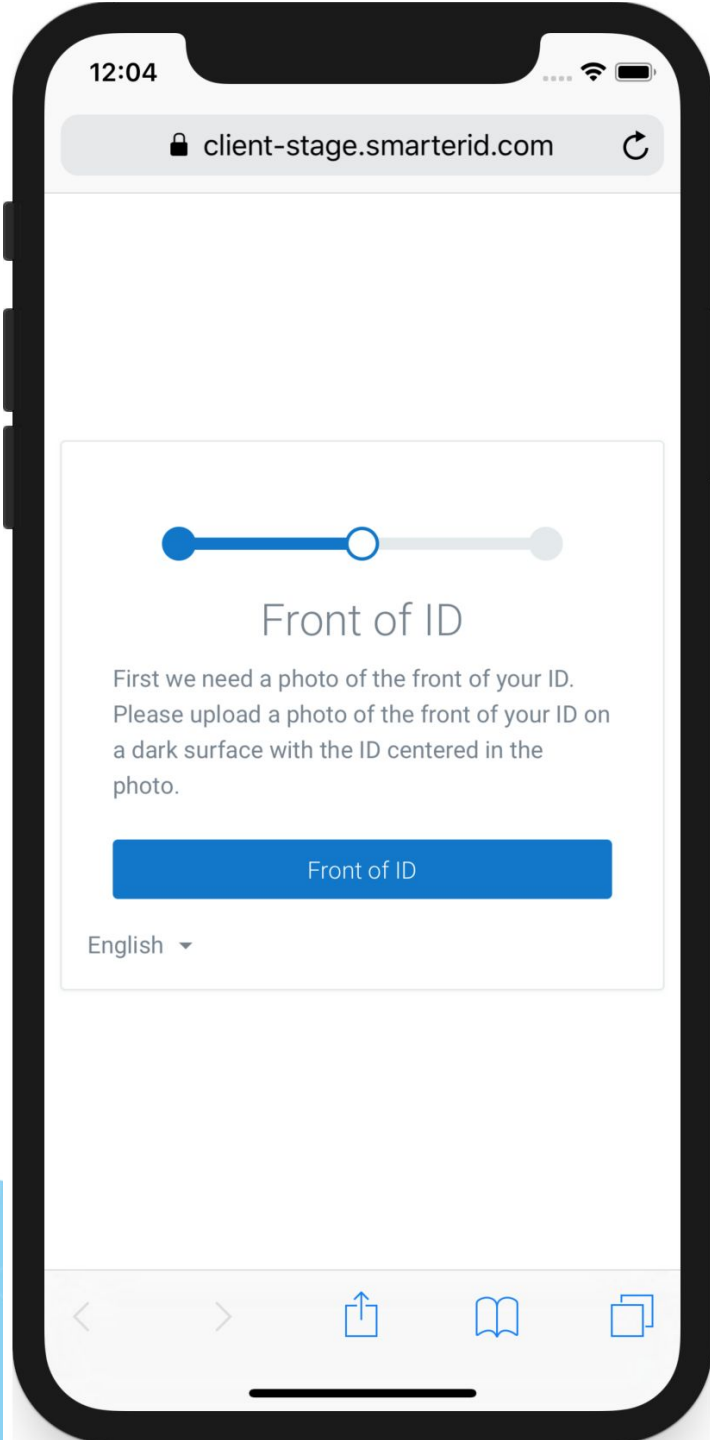 12:04
client-stage.smarterid.com
Front of ID
First we need a photo of the front of your ID.
Please upload a photo of the front of your ID on
a dark surface with the ID centered in the
photo.
Front of ID
English